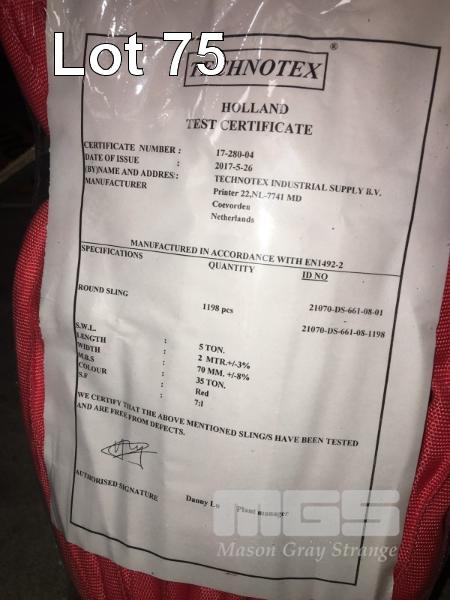 Lot 75
TECHNOTEX ®
HOLLAND
TEST CERTIFICATE
CERTIFICATE NUMBER : 17-280-04
DATE OF ISSUE : 2017-5-26
(BY)NAME AND ADDRES: TECHNOTEX INDUSTRIAL SUPPLY B.V.
MANUFACTURER Printer 22,NL-7741 MD
Coevorden
Netherlands
MANUFACTURED IN ACCORDANCE WITH EN1492-2
SPECIFICATIONS QUANTITY ID NO
ROUND SLING 1198 pcs 21070-DS-661-08-01
-
21070-DS-661-08-1198
S.W.L. : 5 TON.
LENGTH : 2 MTR.+/-3%
WIDTH : 70 MM. +/-8%
M.B.S : 35 TON.
COLOUR : Red
S.F : 7:1
WE CERTIFY THAT THE ABOVE MENTIONED SLING/S HAVE BEEN TESTED
AND ARE FREE FROM DEFECTS.
AUTHORISED SIGNATURE Danny Lu Plant manager
MGS
Mason Gray Strange